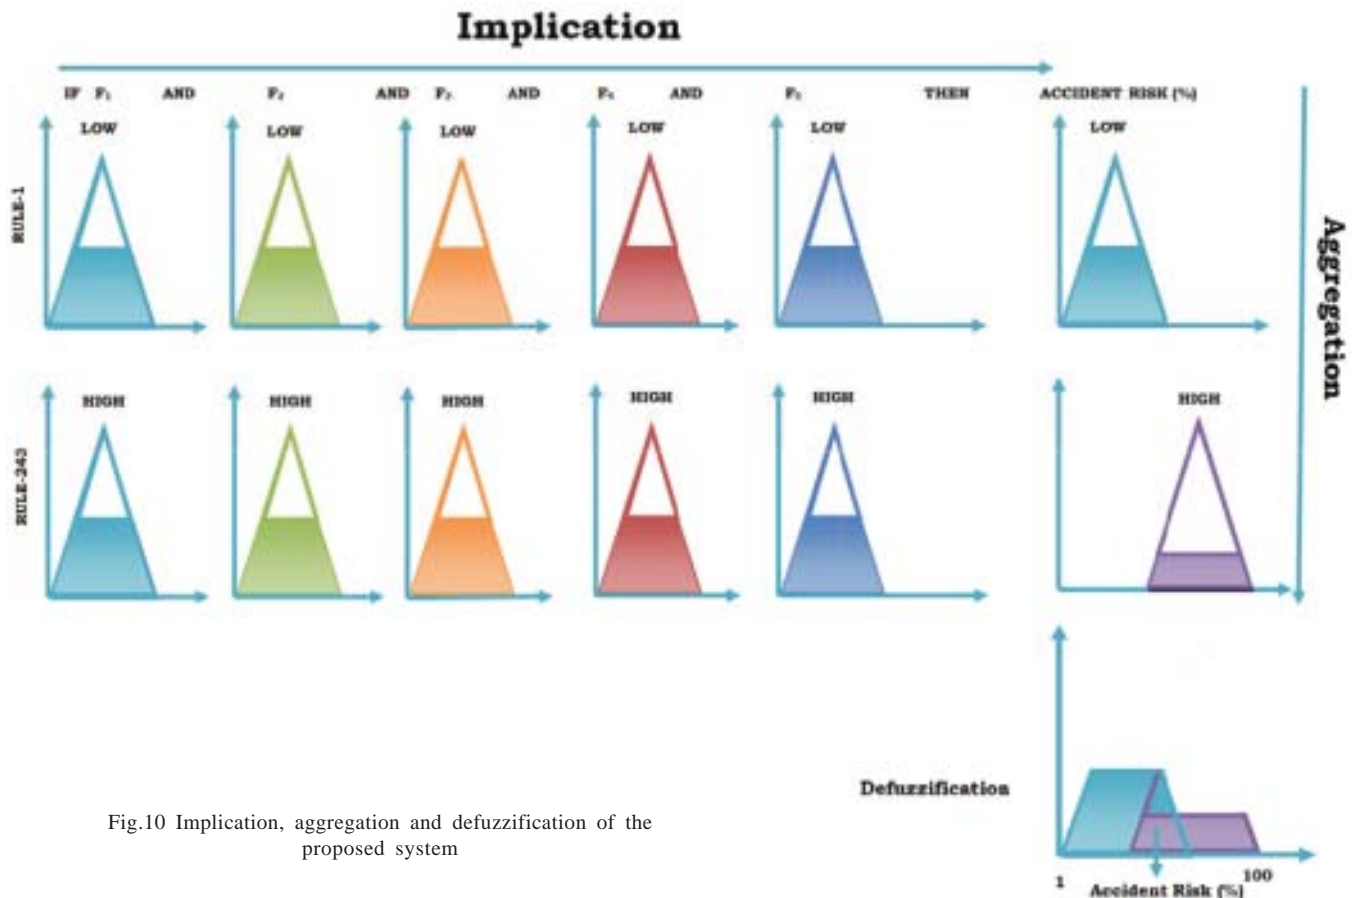 Implication
IF F₁ AND F₂ AND F₃ AND F₄ AND F₅ THEN ACCIDENT RISK (%)
LOW LOW LOW LOW LOW LOW
RULE-1
Aggregation
HIGH HIGH HIGH HIGH HIGH HIGH
RULE-243
Defuzzification
1 100
Accident Risk (%)
Fig.10 Implication, aggregation and defuzzification of the
proposed system